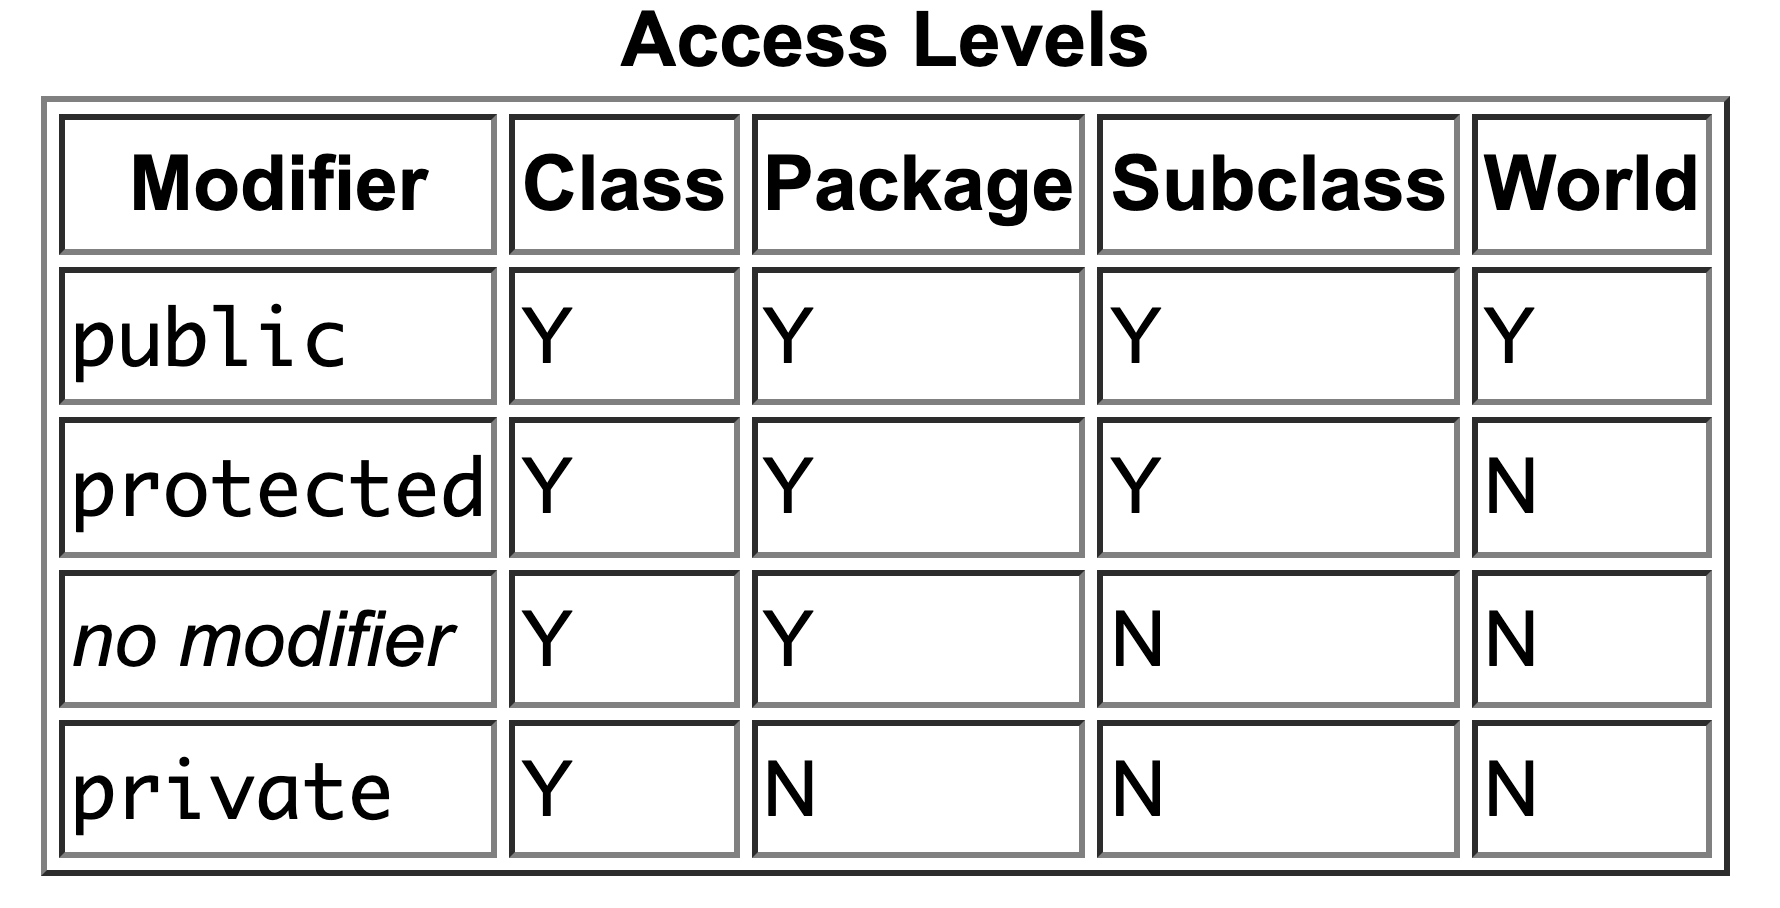 Access Levels
Modifier Class Package Subclass World
public Y Y Y Y
protected Y Y Y N
no modifier Y Y N N
private Y N N N